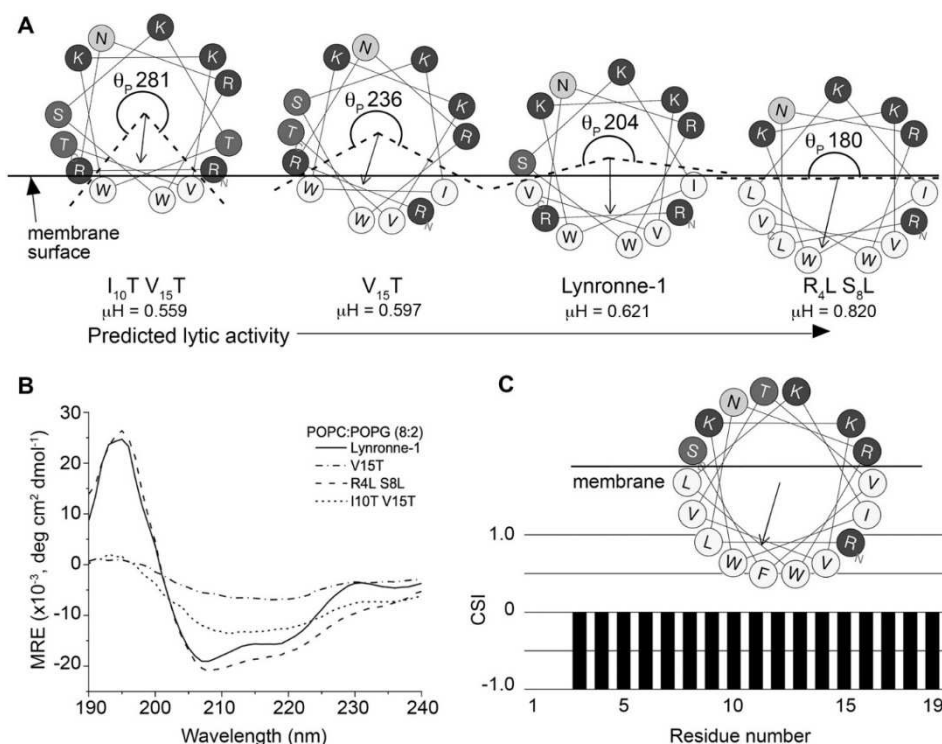 A
K
N
K
K
R
θP 281
S
T
T
R
R
N
W
V
W
membrane
surface
I10T V15T
μH = 0.559
N
K
K
θP 236
S
K
T
R
R
W
I
R
N
W
V
V15T
μH = 0.597
K
N
K
K
R
θP 204
S
V
I
R
R
N
W
V
W
Lynronne-1
μH = 0.621
K
N
K
K
R
θP 180
L
I
V
R
N
L
V
W
W
R4L S8L
μH = 0.820
Predicted lytic activity
B
30
20
10
0
-10
-20
MRE (x10-3, deg cm2 dmol-1)
POPC:POPG (8:2)
Lynronne-1
V15T
R4L S8L
I10T V15T
190 200 210 220 230 240
Wavelength (nm)
C
N
T
K
K
K
S
R
membrane
L
V
V
I
L
R
N
W
F
W
V
1.0
0
-1.0
CSI
1 5 10 15 19
Residue number